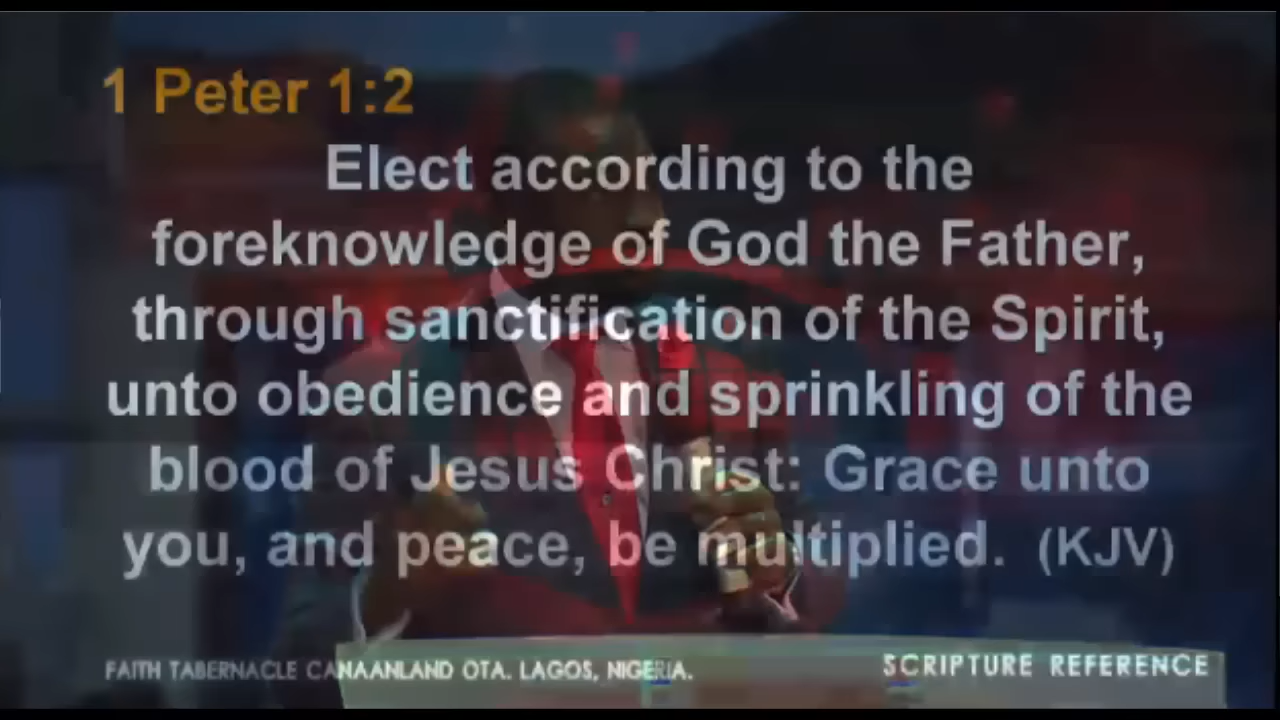 1 Peter 1:2
Elect according to the
foreknowledge of God the Father,
through sanctification of the Spirit,
unto obedience and sprinkling of the
blood of Jesus Christ: Grace unto
you, and peace, be multiplied. (KJV)
FAITH TABERNACLE CANAANLAND OTA. LAGOS, NIGERIA.
SCRIPTURE REFERENCE